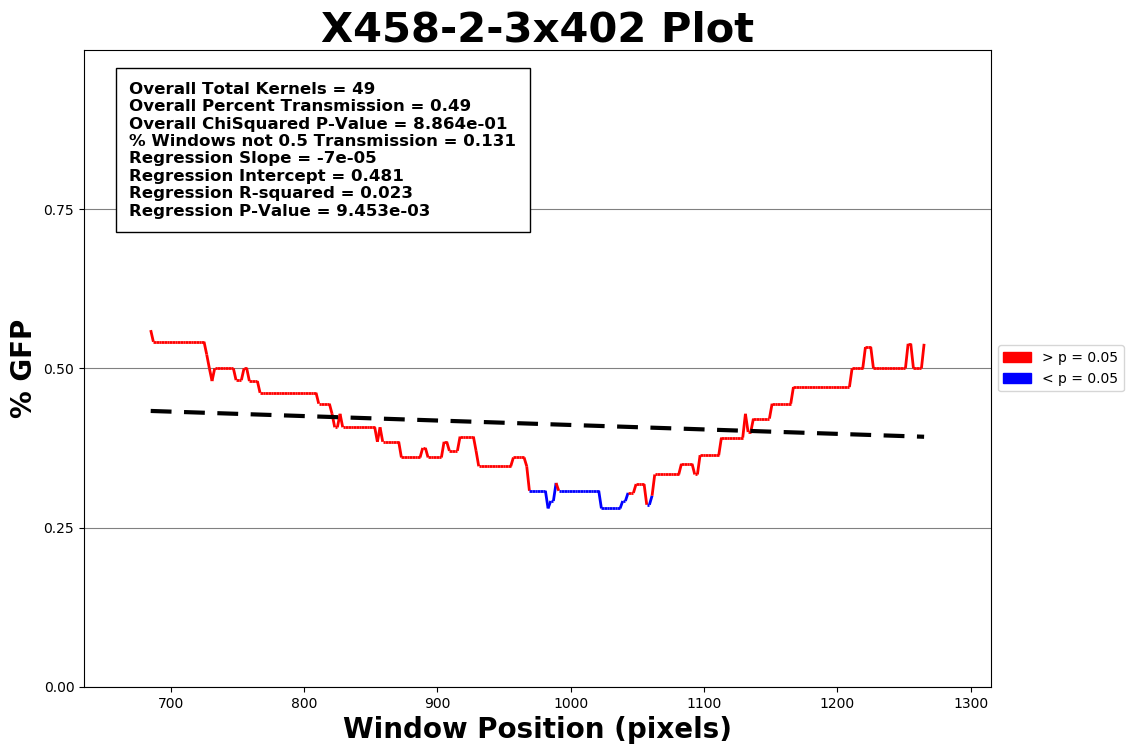 X458-2-3x402 Plot
Overall Total Kernels = 49
Overall Percent Transmission = 0.49
Overall ChiSquared P-Value = 8.864e-01
% Windows not 0.5 Transmission = 0.131
Regression Slope = -7e-05
Regression Intercept = 0.481
Regression R-squared = 0.023
Regression P-Value = 9.453e-03
% GFP
0.75
0.50
0.25
0.00
> p = 0.05
< p = 0.05
700 800 900 1000 1100 1200 1300
Window Position (pixels)